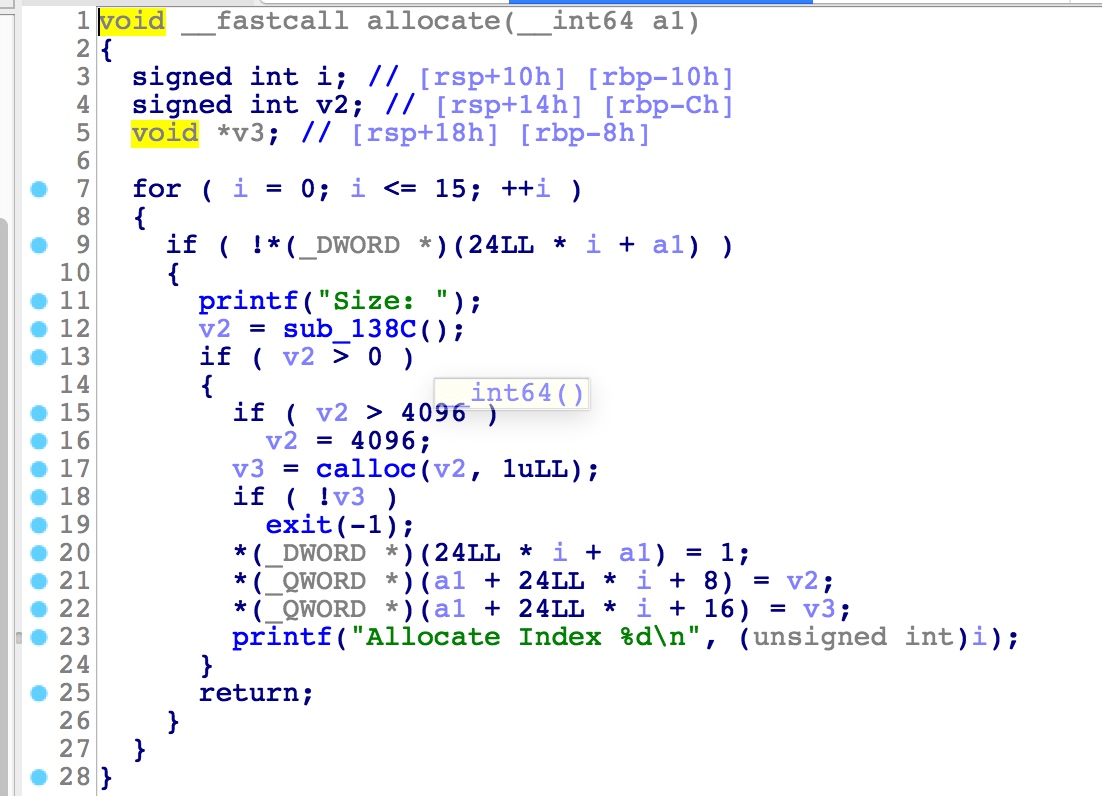 1 void __fastcall allocate(__int64 a1)
2 {
3   signed int i; // [rsp+10h] [rbp-10h]
4   signed int v2; // [rsp+14h] [rbp-Ch]
5   void *v3; // [rsp+18h] [rbp-8h]
6
7   for ( i = 0; i <= 15; ++i )
8   {
9     if ( !*(_DWORD *)(24LL * i + a1) )
10     {
11       printf("Size: ");
12       v2 = sub_138C();
13       if ( v2 > 0 )
14       {
__int64()
15         if ( v2 > 4096 )
16           v2 = 4096;
17         v3 = calloc(v2, 1uLL);
18         if ( !v3 )
19           exit(-1);
20         *(_DWORD *)(24LL * i + a1) = 1;
21         *(_QWORD *)(a1 + 24LL * i + 8) = v2;
22         *(_QWORD *)(a1 + 24LL * i + 16) = v3;
23         printf("Allocate Index %d\n", (unsigned int)i);
24       }
25       return;
26     }
27   }
28 }